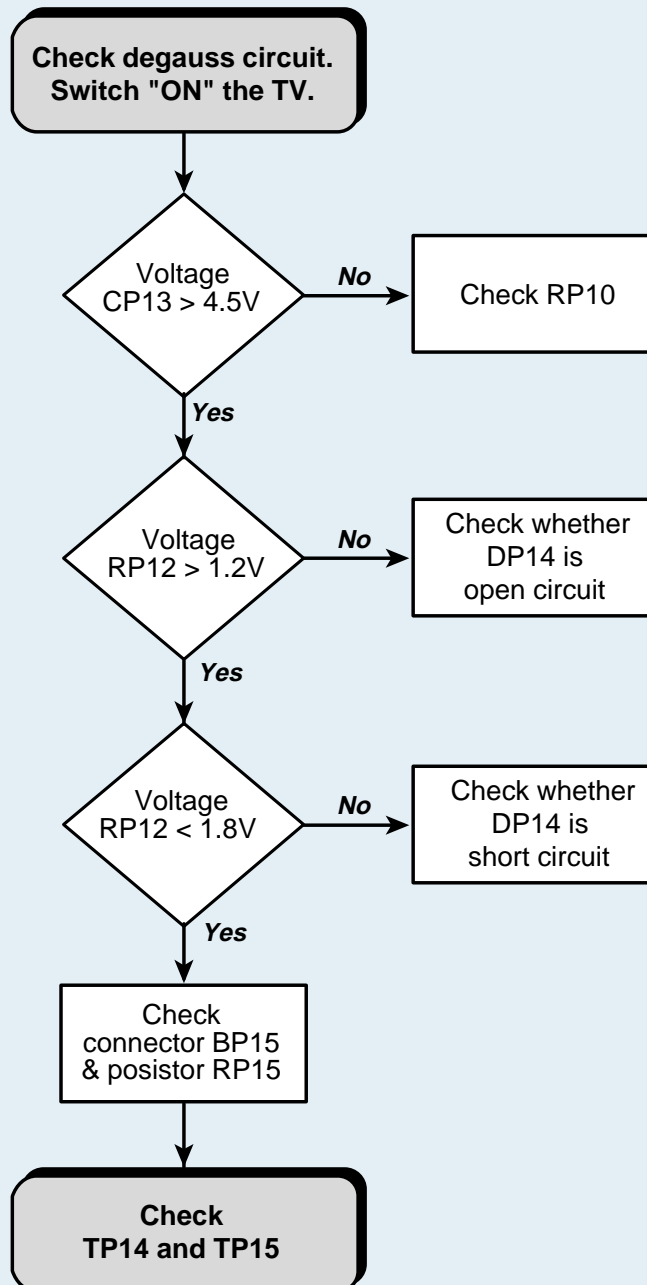 Check degauss circuit.
Switch "ON" the TV.
Voltage
CP13 > 4.5V
No
Check RP10
Yes
Voltage
RP12 > 1.2V
No
Check whether
DP14 is
open circuit
Yes
Voltage
RP12 < 1.8V
No
Check whether
DP14 is
short circuit
Yes
Check
connector BP15
& posistor RP15
Check
TP14 and TP15